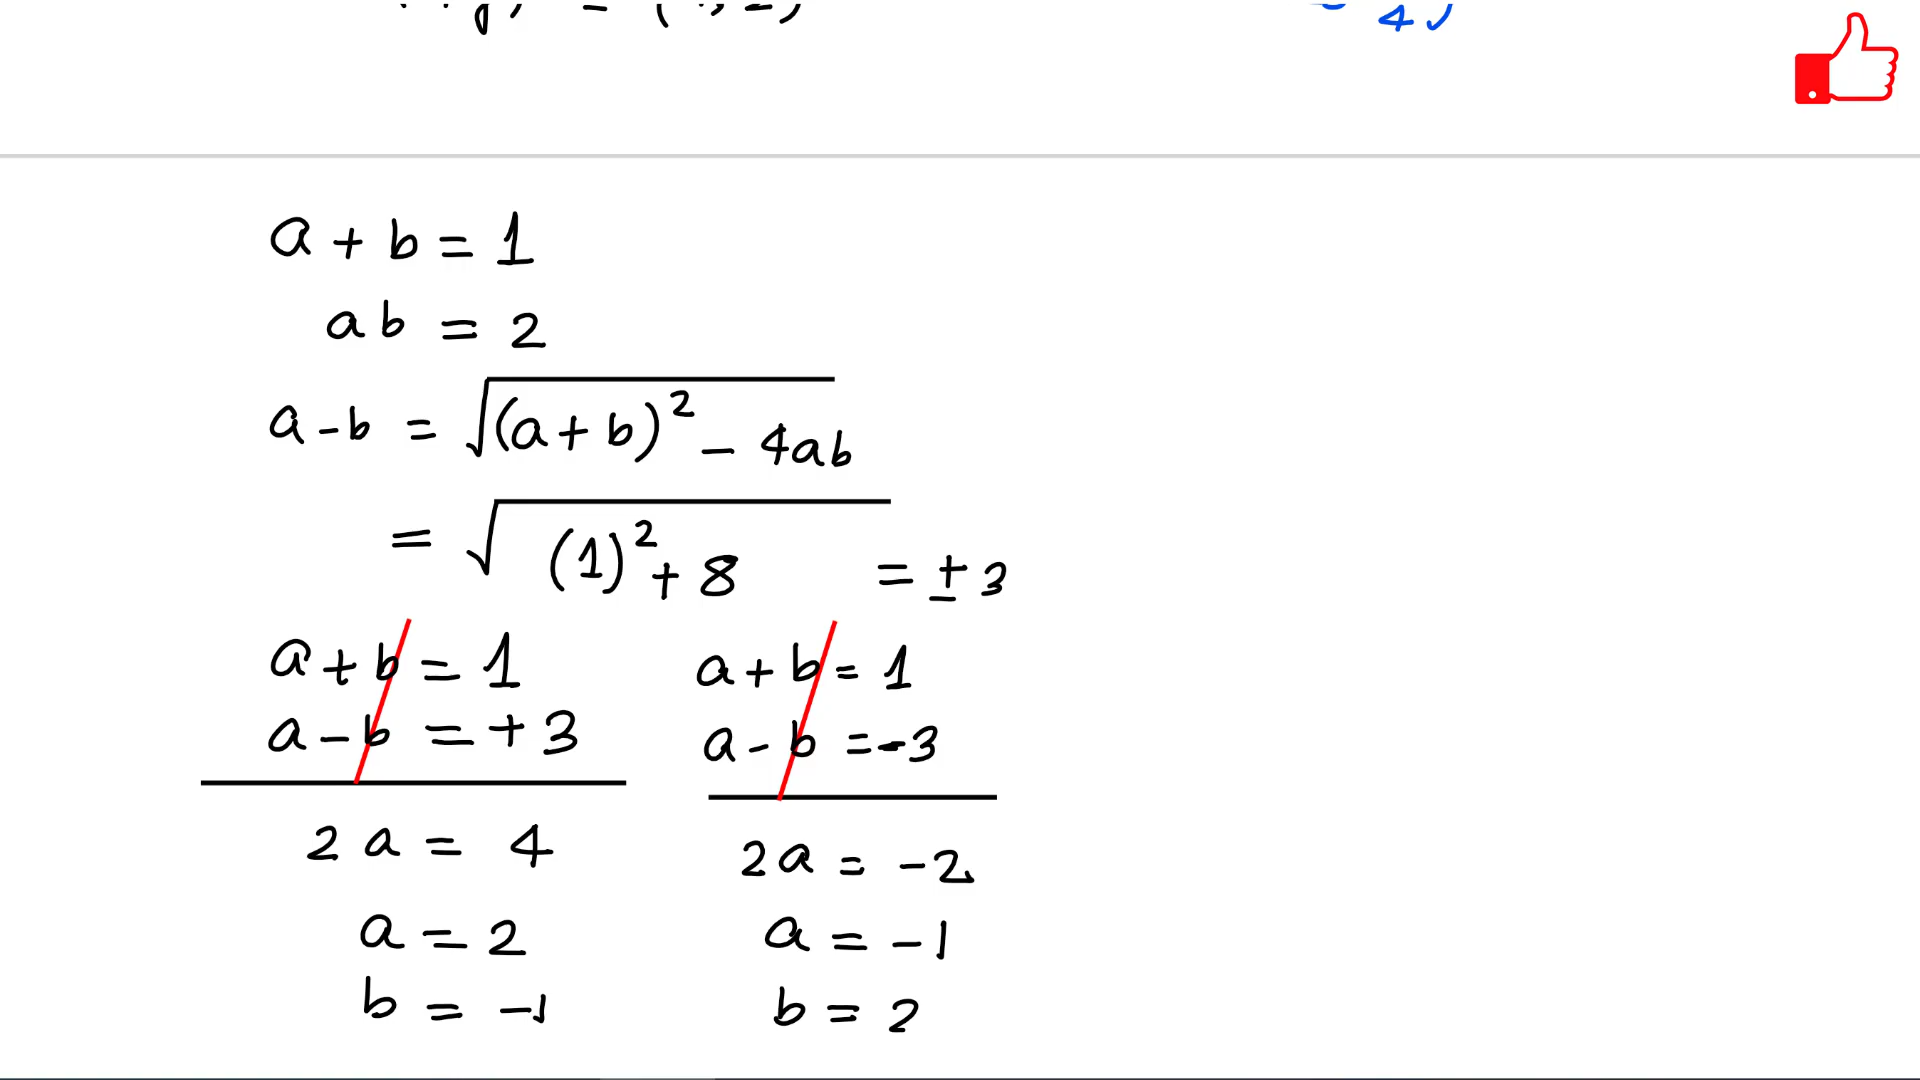 a + b = 1
ab = 2
a - b = √(a + b)² - 4ab
= √(1)² + 8 = ± 3
a + b = 1
a - b = + 3
2a = 4
a = 2
b = -1
a + b = 1
a - b = -3
2a = -2
a = -1
b = 2